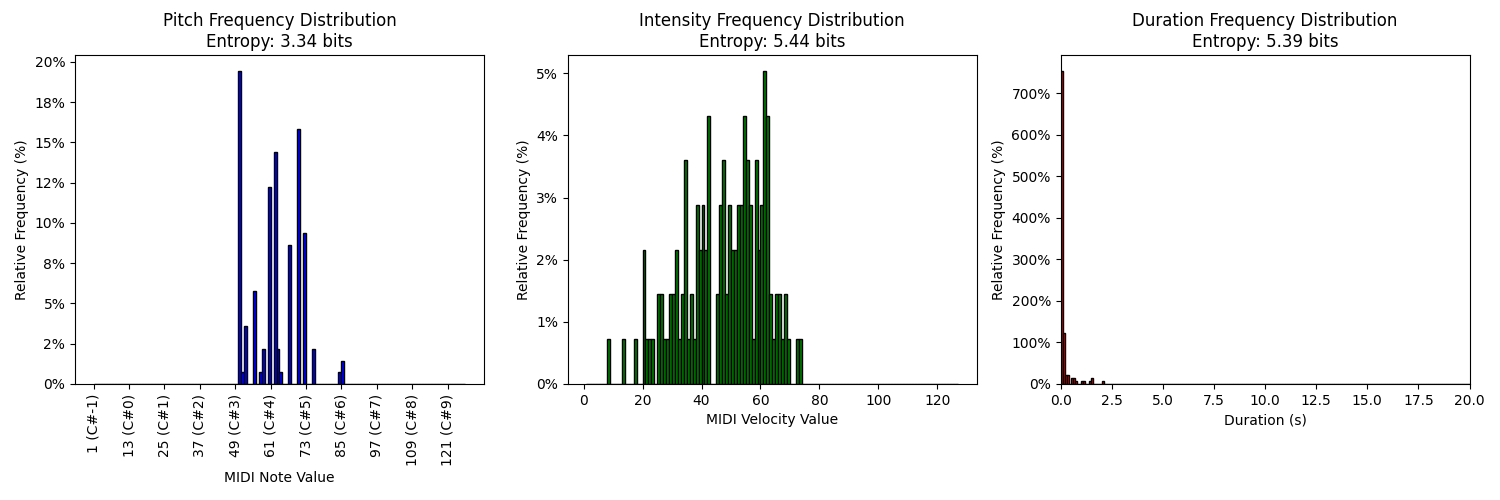 Pitch Frequency Distribution
Entropy: 3.34 bits
20%
18%
15%
12%
10%
8%
5%
2%
0%
Relative Frequency (%)
1 (C#-1)
13 (C#0)
25 (C#1)
37 (C#2)
49 (C#3)
61 (C#4)
73 (C#5)
85 (C#6)
97 (C#7)
109 (C#8)
121 (C#9)
MIDI Note Value
Intensity Frequency Distribution
Entropy: 5.44 bits
5%
4%
3%
2%
1%
0%
Relative Frequency (%)
0 20 40 60 80 100 120
MIDI Velocity Value
Duration Frequency Distribution
Entropy: 5.39 bits
700%
600%
500%
400%
300%
200%
100%
0%
Relative Frequency (%)
0.0 2.5 5.0 7.5 10.0 12.5 15.0 17.5 20.0
Duration (s)